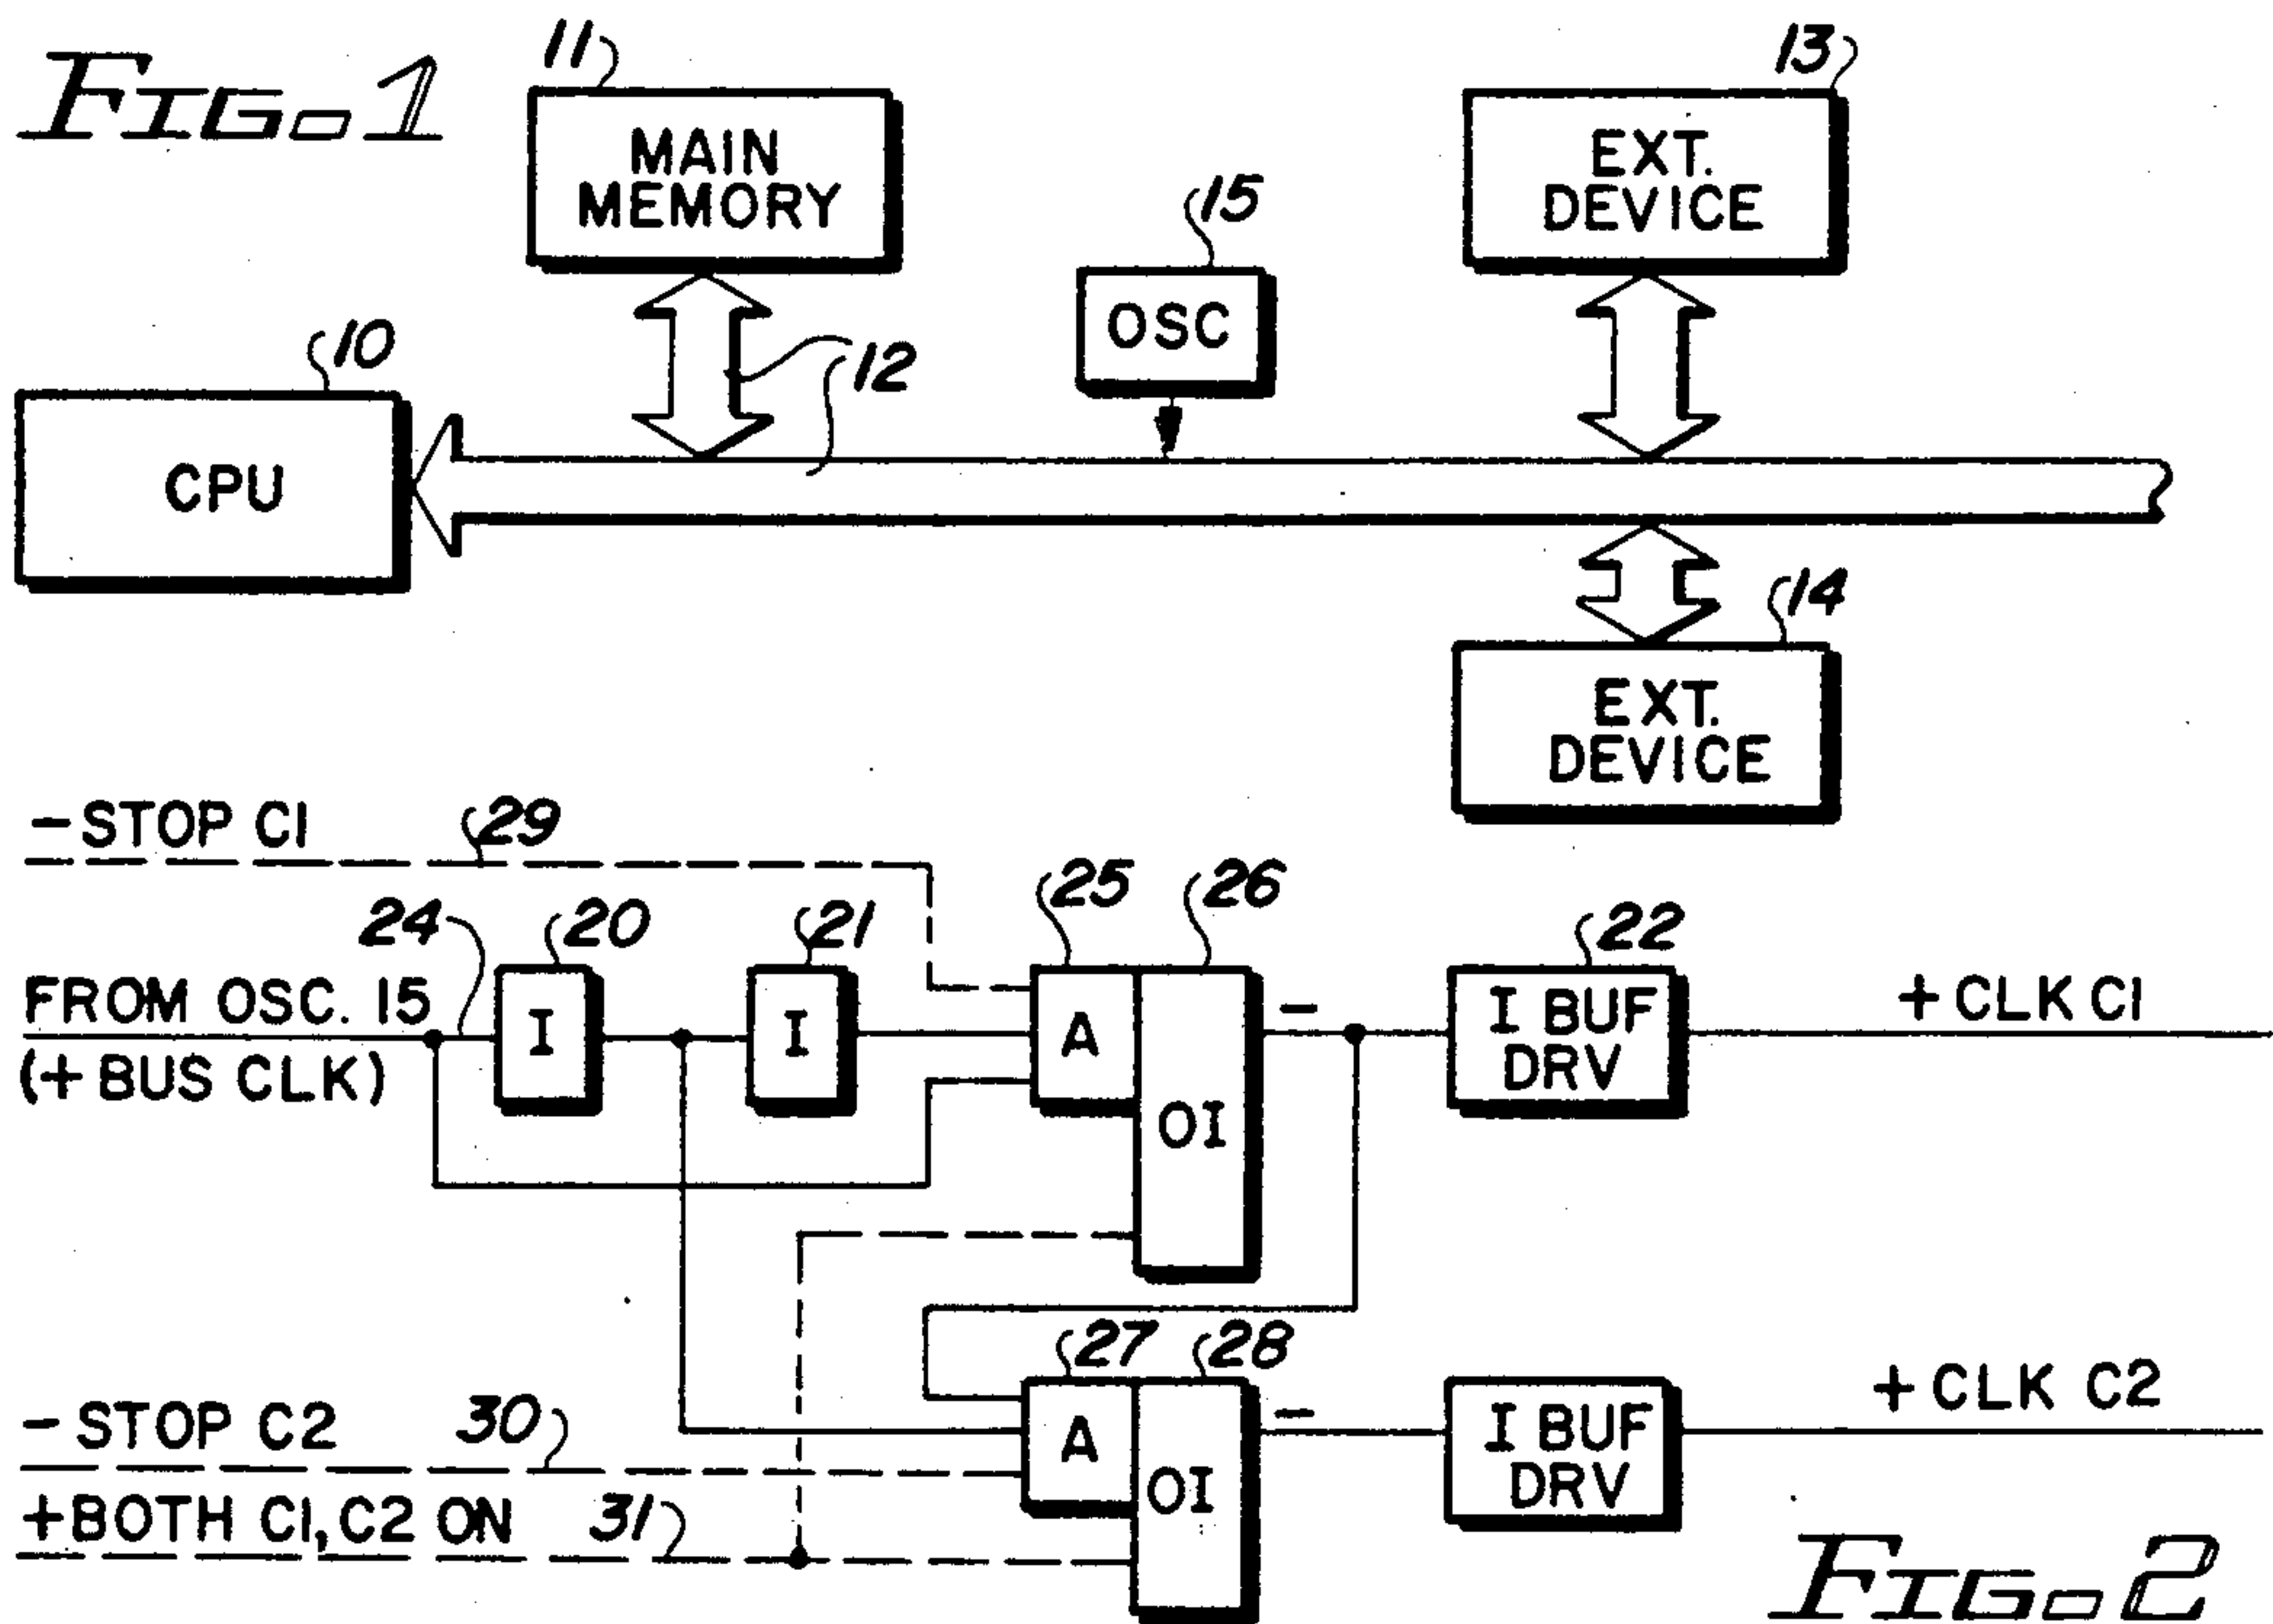 FIG. 1
11
MAIN
MEMORY
13
EXT.
DEVICE
15
OSC
10
CPU
12
14
EXT.
DEVICE
- STOP C1
29
24
20
21
25
26
22
FROM OSC. 15
(+ BUS CLK)
I
I
A
OI
-
I BUF
DRV
+ CLK C1
27
28
- STOP C2
30
A
OI
-
I BUF
DRV
+ CLK C2
+BOTH C1, C2 ON
31
FIG. 2